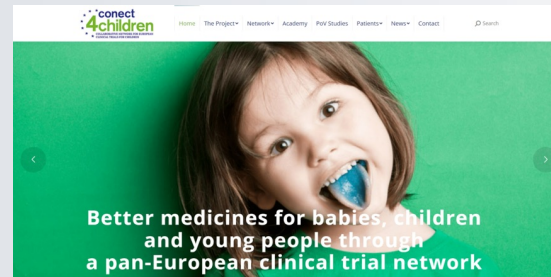 conect
4children
COLLABORATIVE NETWORK FOR EUROPEAN
CLINICAL TRIALS FOR CHILDREN
Home The Project Network Academy PoV Studies Patients News Contact Search
Better medicines for babies, children
and young people through
a pan-European clinical trial network